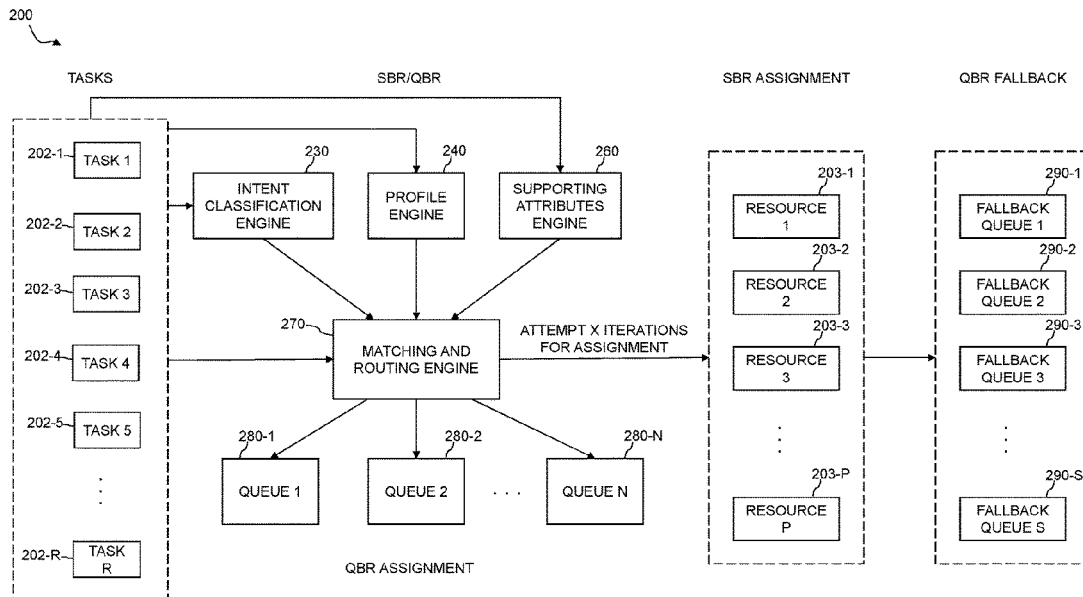 200
TASKS
SBR/QBR
SBR ASSIGNMENT
QBR FALLBACK
202-1
TASK 1
202-2
TASK 2
202-3
TASK 3
202-4
TASK 4
202-5
TASK 5
202-R
TASK
R
230
INTENT
CLASSIFICATION
ENGINE
240
PROFILE
ENGINE
260
SUPPORTING
ATTRIBUTES
ENGINE
270
MATCHING AND
ROUTING ENGINE
ATTEMPT X ITERATIONS
FOR ASSIGNMENT
280-1
QUEUE 1
280-2
QUEUE 2
. . .
280-N
QUEUE N
QBR ASSIGNMENT
203-1
RESOURCE
1
203-2
RESOURCE
2
203-3
RESOURCE
3
203-P
RESOURCE
P
290-1
FALLBACK
QUEUE 1
290-2
FALLBACK
QUEUE 2
290-3
FALLBACK
QUEUE 3
290-S
FALLBACK
QUEUE S